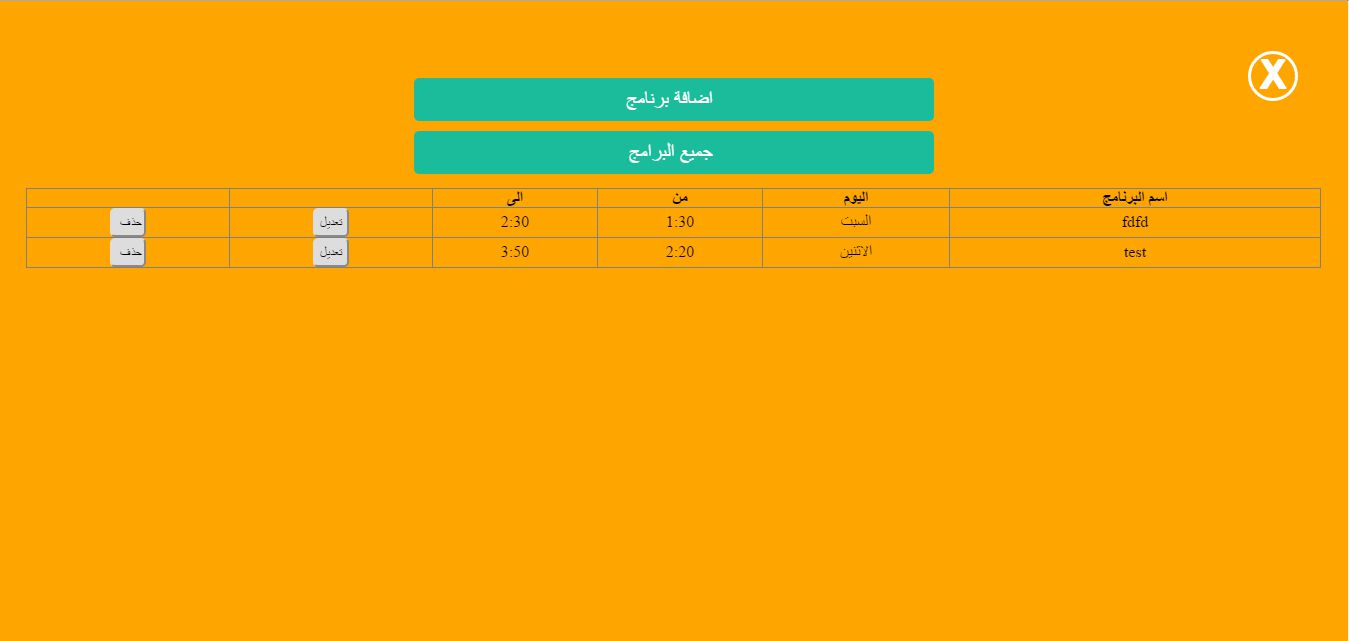 X
اضافة برنامج
جميع البرامج
اسم البرنامج اليوم من الى
fdfd السبت 1:30 2:30 تعديل حذف
test الاثنين 2:20 3:50 تعديل حذف